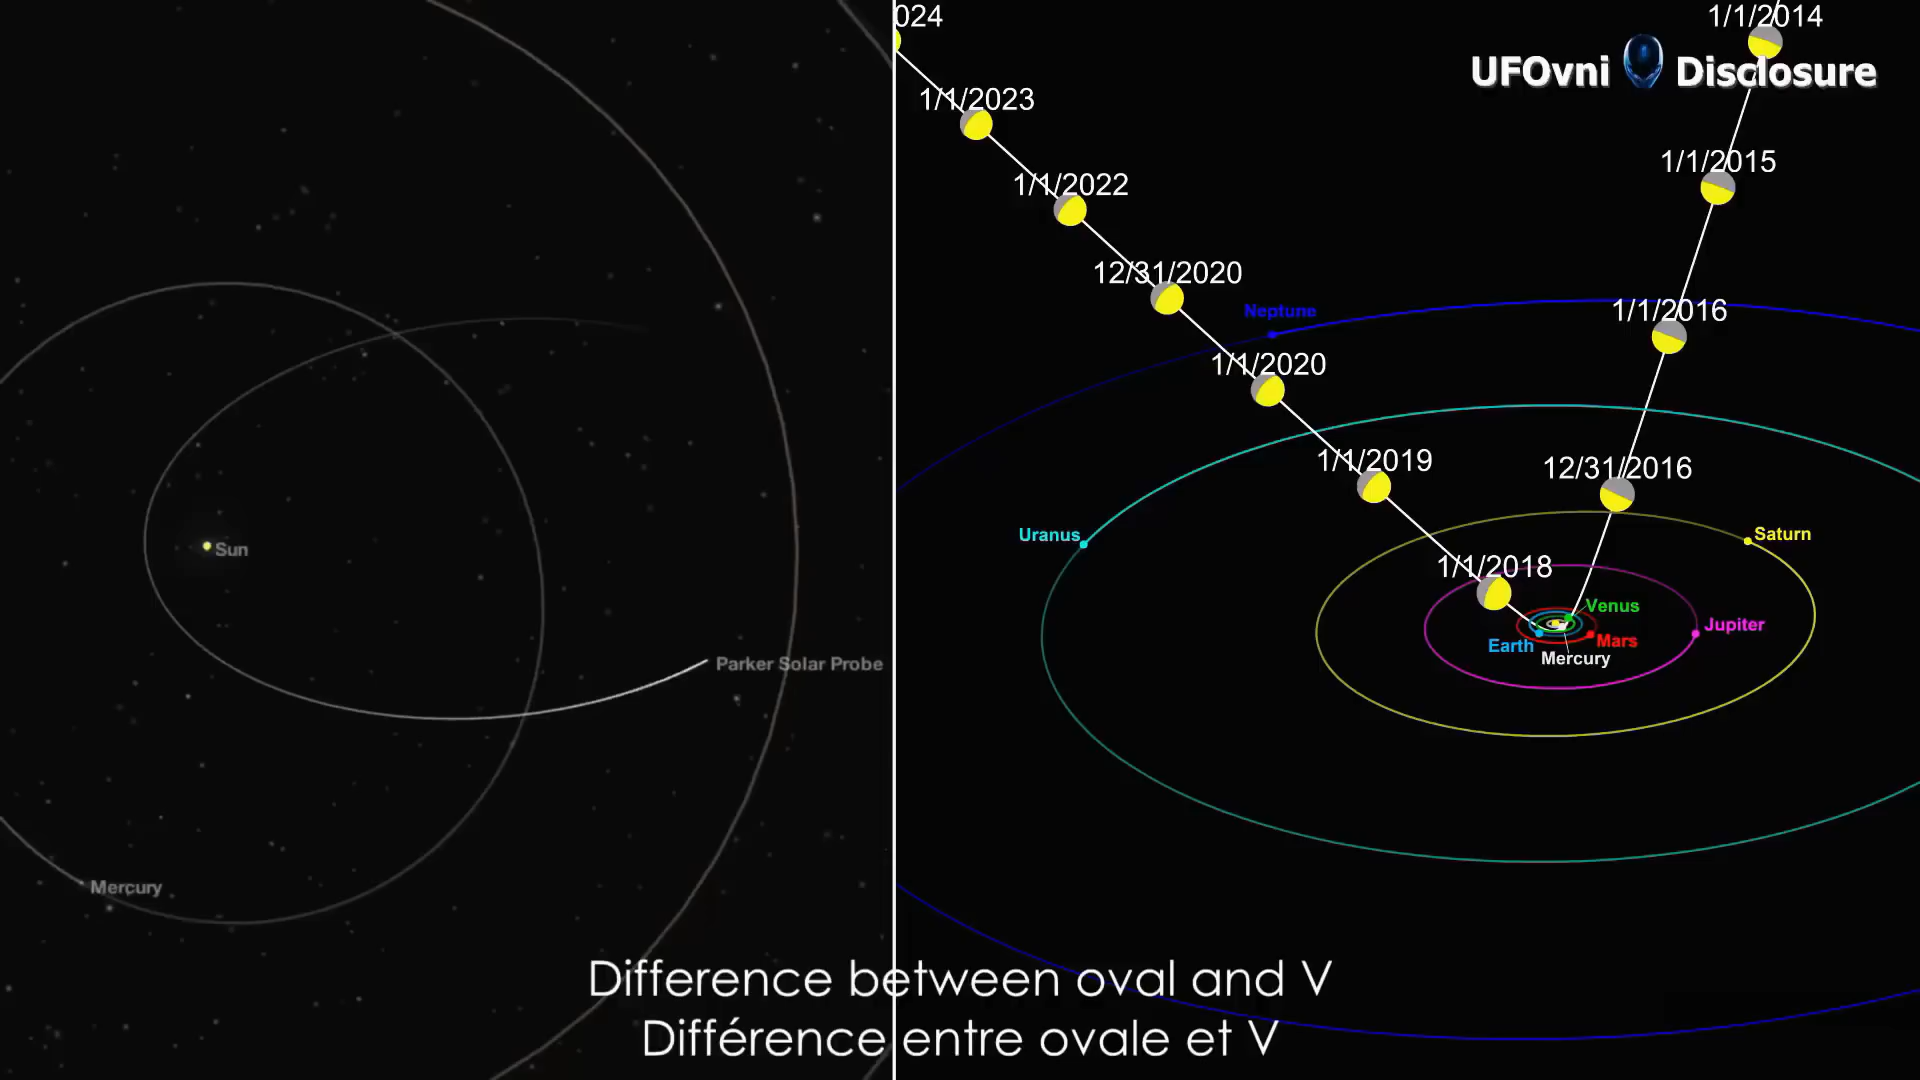 024
1/1/2014
UFOvni Disclosure
1/1/2023
1/1/2015
1/1/2022
12/31/2020
Neptune
1/1/2016
1/1/2020
1/1/2019
12/31/2016
Uranus
Saturn
Sun
1/1/2018
Venus
Jupiter
Earth
Mars
Mercury
Parker Solar Probe
Mercury
Difference between oval and V
Différence entre ovale et V